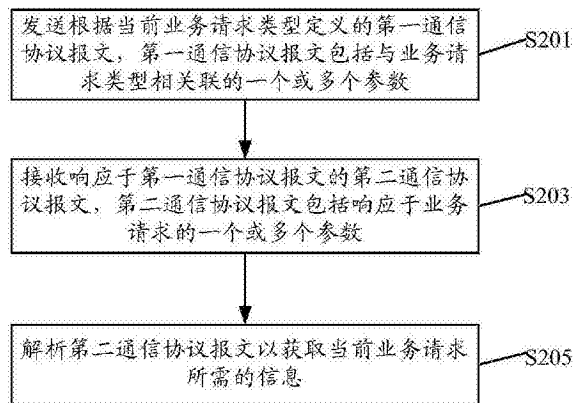 发送根据当前业务请求类型定义的第一通信
协议报文，第一通信协议报文包括与业务请
求类型相关联的一个或多个参数
S201
接收响应于第一通信协议报文的第二通信协
议报文，第二通信协议报文包括响应于业务
请求的一个或多个参数
S203
解析第二通信协议报文以获取当前业务请求
所需的信息
S205